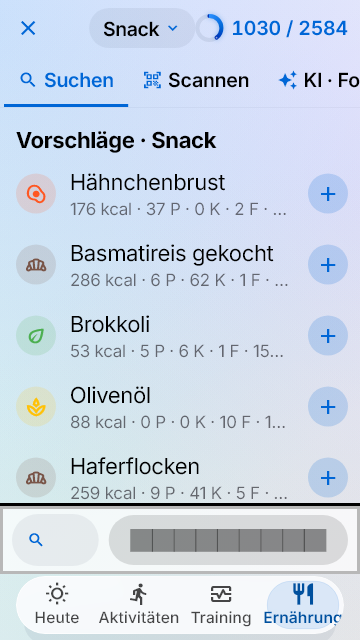 Snack 1030 / 2584
Suchen Scannen KI · Fo
Vorschläge · Snack
Hähnchenbrust
176 kcal · 37 P · 0 K · 2 F · ...
Basmatireis gekocht
286 kcal · 6 P · 62 K · 1 F · ...
Brokkoli
53 kcal · 5 P · 6 K · 1 F · 15...
Olivenöl
88 kcal · 0 P · 0 K · 10 F · 1...
Haferflocken
259 kcal · 9 P · 41 K · 5 F · ...
Heute Aktivitäten Training Ernährung